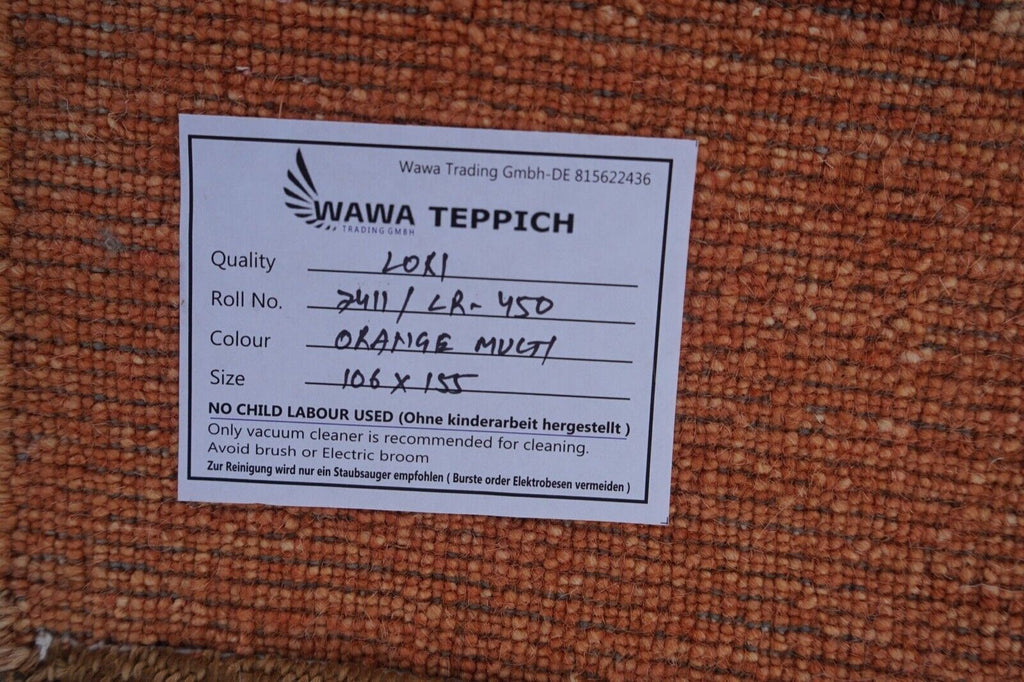 Wawa Trading Gmbh-DE 815622436
WAWA TEPPICH
TRADING GMBH
Quality LORI
Roll No. 7411/LR-450
Colour ORANGE MULTI
Size 106 X 155
NO CHILD LABOUR USED (Ohne kinderarbeit hergestellt )
Only vacuum cleaner is recommended for cleaning.
Avoid brush or Electric broom
Zur Reinigung wird nur ein Staubsauger empfohlen ( Burste order Elektrobesen vermeiden )